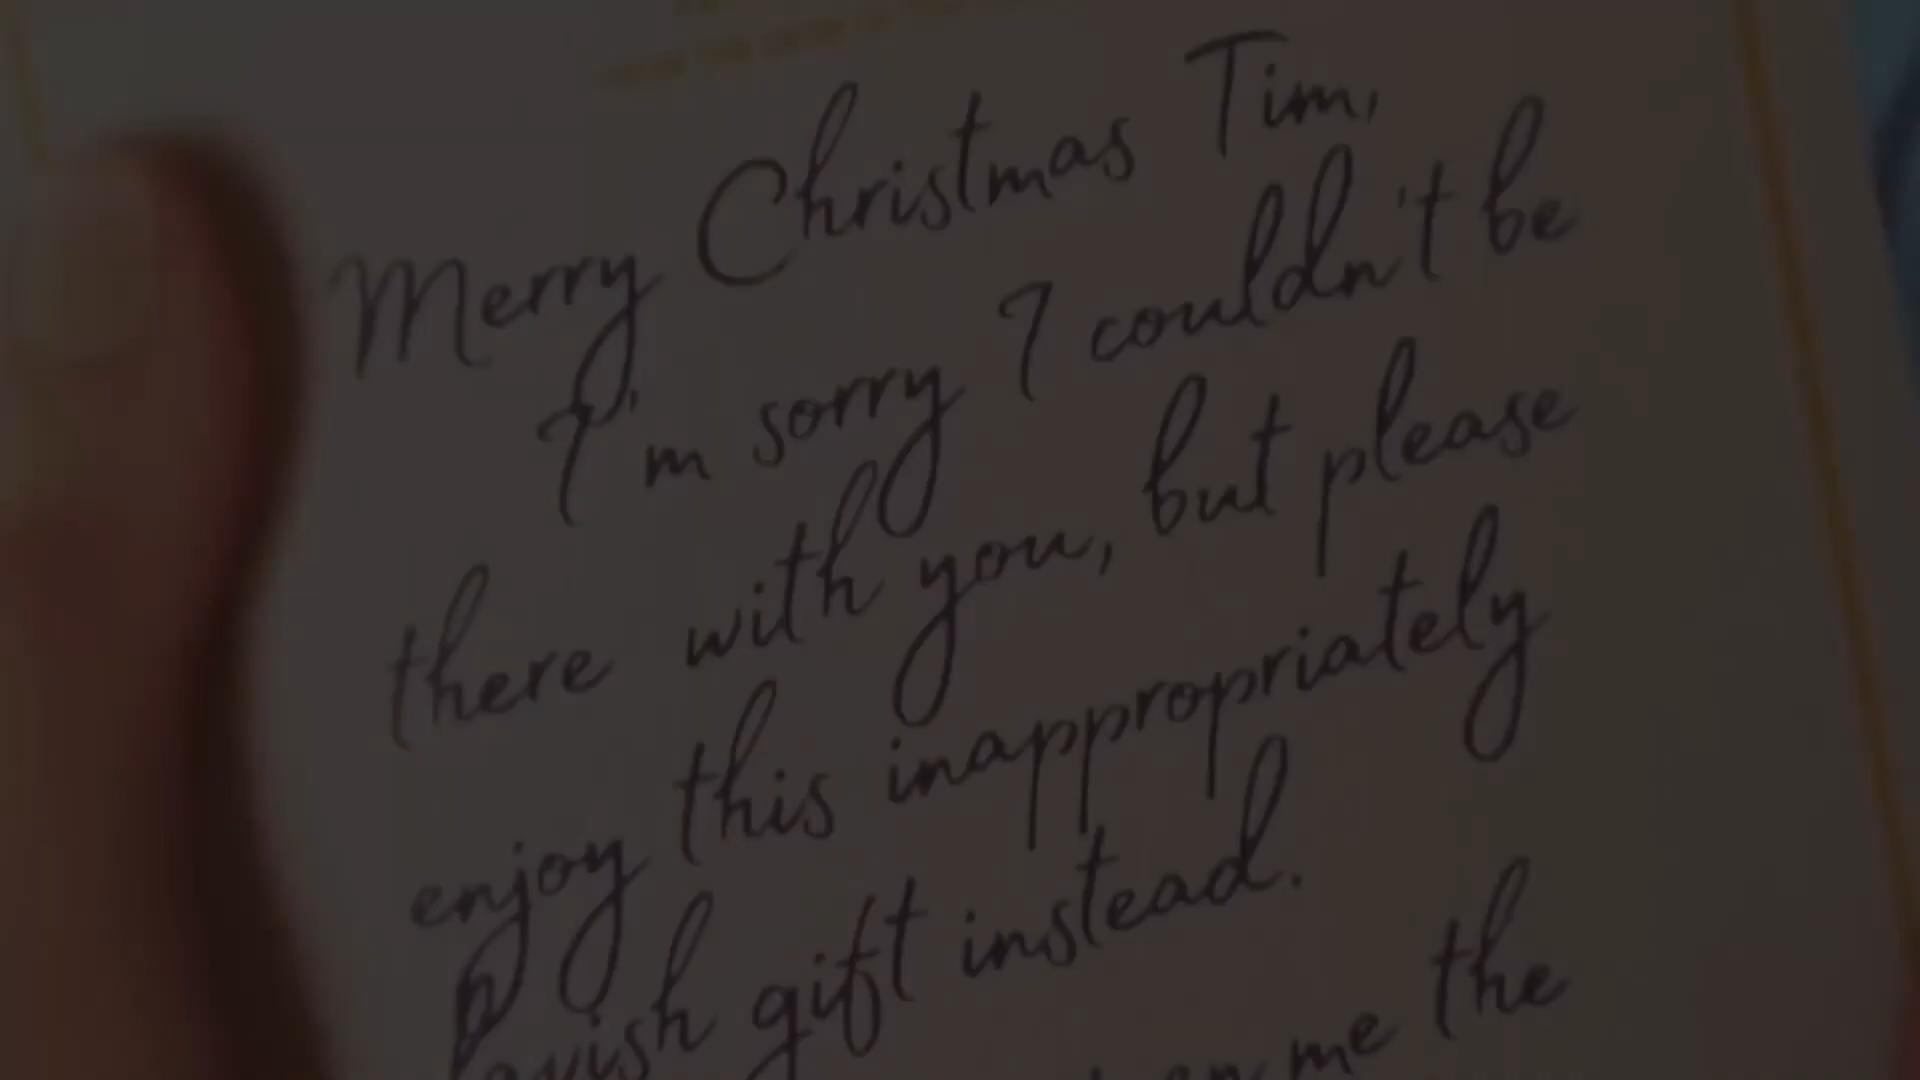 Merry Christmas Tim,
I'm sorry I couldn't be
there with you, but please
enjoy this inappropriately
lavish gift instead.
me the